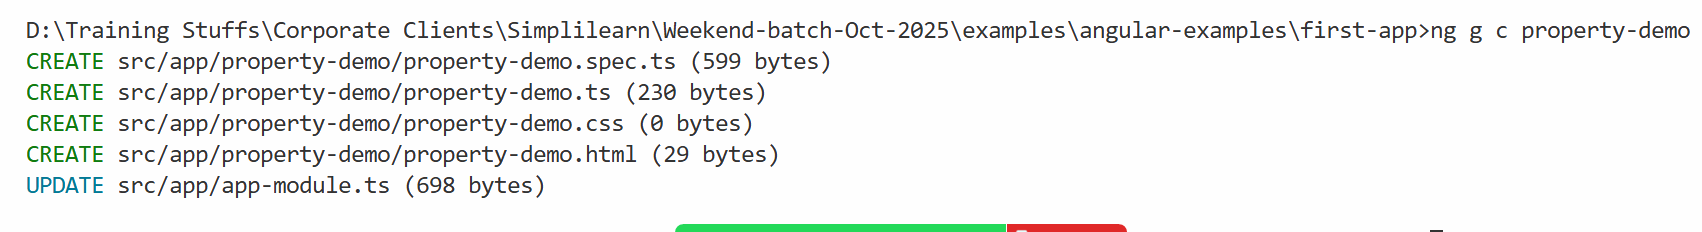 D:\Training Stuffs\Corporate Clients\Simplilearn\Weekend-batch-Oct-2025\examples\angular-examples\first-app>ng g c property-demo
CREATE src/app/property-demo/property-demo.spec.ts (599 bytes)
CREATE src/app/property-demo/property-demo.ts (230 bytes)
CREATE src/app/property-demo/property-demo.css (0 bytes)
CREATE src/app/property-demo/property-demo.html (29 bytes)
UPDATE src/app/app-module.ts (698 bytes)